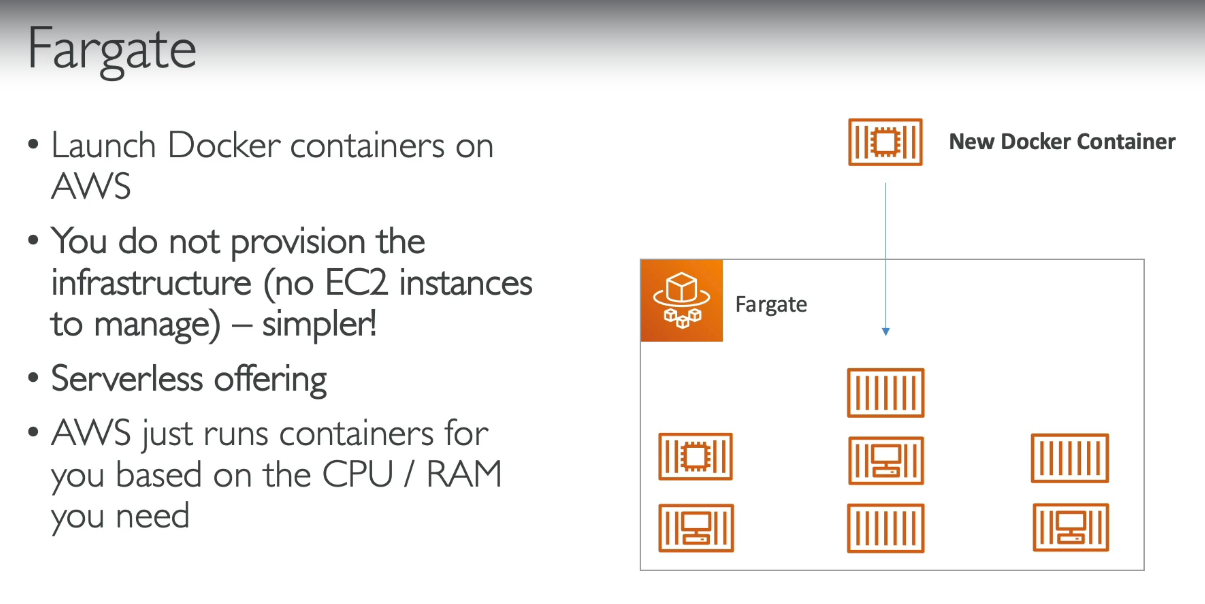 Fargate
• Launch Docker containers on
AWS
• You do not provision the
infrastructure (no EC2 instances
to manage) – simpler!
• Serverless offering
• AWS just runs containers for
you based on the CPU / RAM
you need
New Docker Container
Fargate